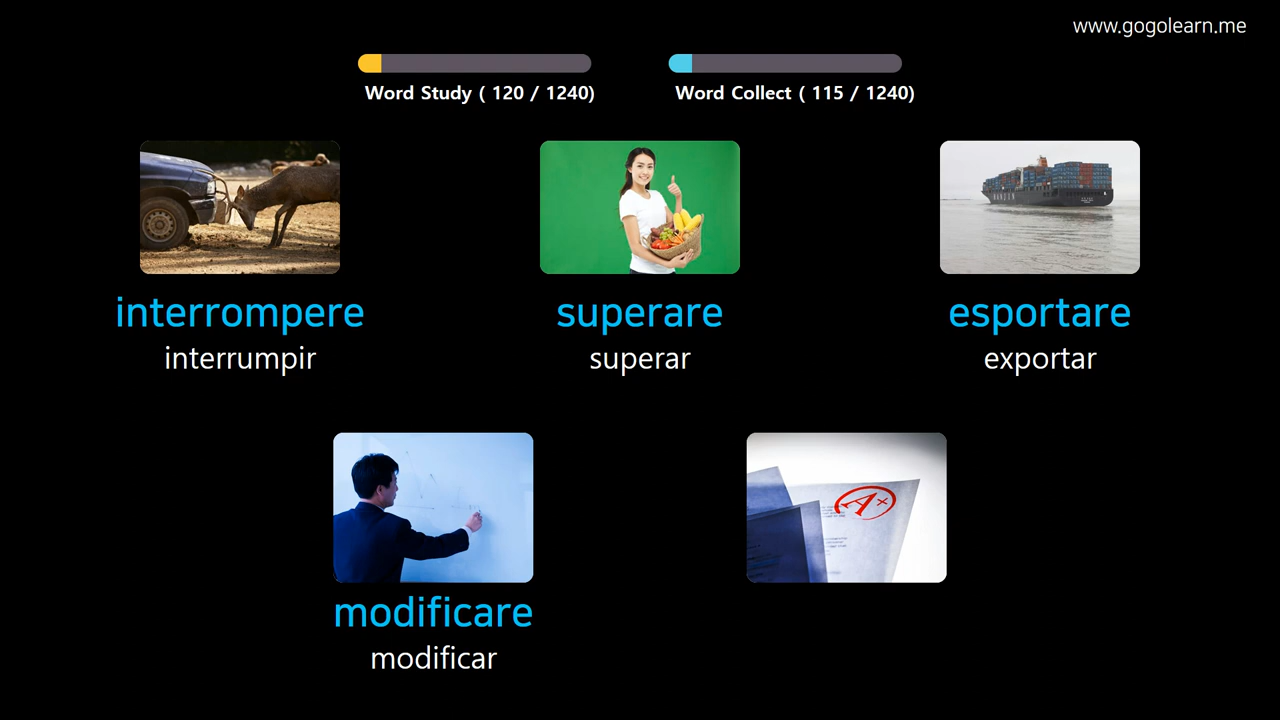 www.gogolearn.me
Word Study ( 120 / 1240)
Word Collect ( 115 / 1240)
interrompere
interrumpir
superare
superar
esportare
exportar
A+
modificare
modificar